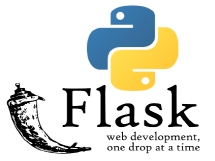 Flask
web development,
one drop at a time